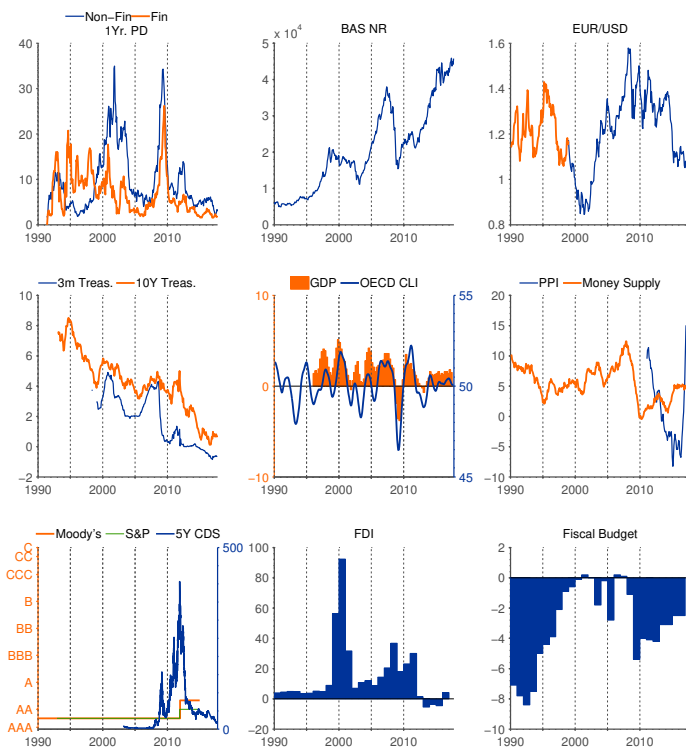 Non-Fin Fin
1Yr. PD
BAS NR
EUR/USD
40
30
20
10
0
1990 2000 2010
5 x 10^4
4
3
2
1
0
1990 2000 2010
1.6
1.4
1.2
1
0.8
1990 2000 2010
3m Treas. 10Y Treas.
GDP OECD CLI
PPI Money Supply
10
8
6
4
2
0
-2
1990 2000 2010
10
0
-10
55
50
45
1990 2000 2010
20
15
10
5
0
-5
-10
1990 2000 2010
Moody's S&P 5Y CDS
FDI
Fiscal Budget
C
CC
CCC
B
BB
BBB
A
AA
AAA
500
0
1990 2000 2010
100
80
60
40
20
0
-20
1990 2000 2010
2
0
-2
-4
-6
-8
-10
1990 2000 2010